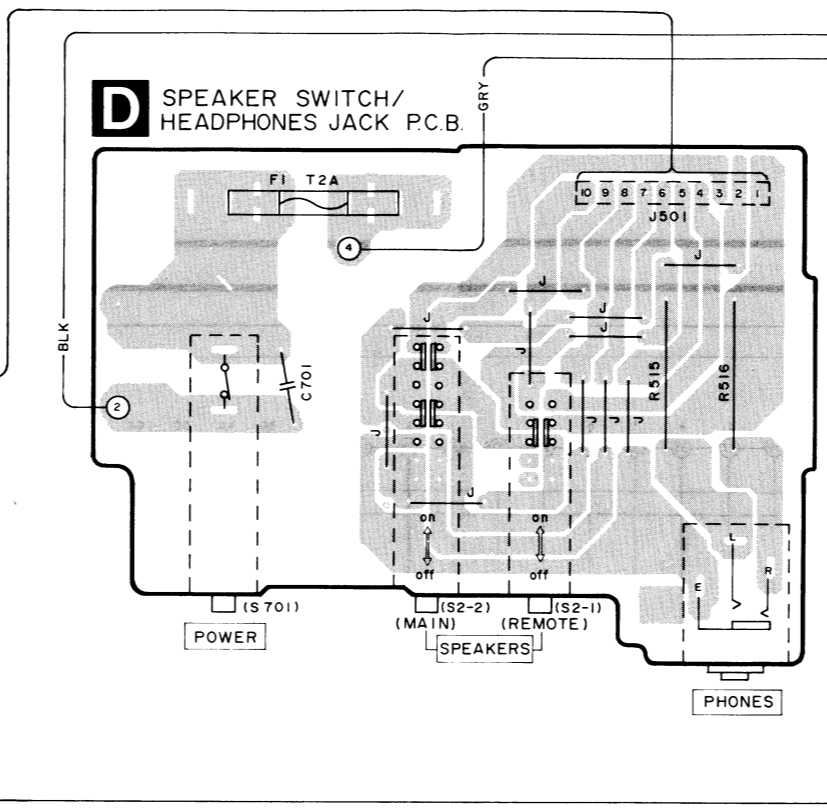 D
SPEAKER SWITCH/
HEADPHONES JACK P.C.B.
GRY
BLK
F1 T2A
4
10 9 8 7 6 5 4 3 2 1
J501
J
J
J
J
J
J
C701
R515
R516
2
J
J
J
J
J
on
on
off
off
L
R
E
(S701)
(S2-2)
(S2-1)
(MAIN)
(REMOTE)
POWER
SPEAKERS
PHONES